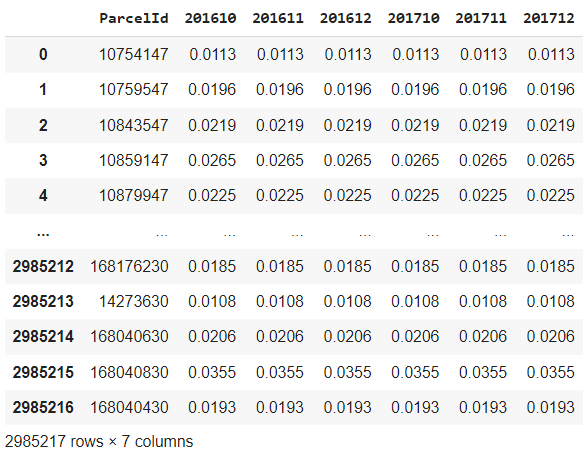 ParcelId 201610 201611 201612 201710 201711 201712
0 10754147 0.0113 0.0113 0.0113 0.0113 0.0113 0.0113
1 10759547 0.0196 0.0196 0.0196 0.0196 0.0196 0.0196
2 10843547 0.0219 0.0219 0.0219 0.0219 0.0219 0.0219
3 10859147 0.0265 0.0265 0.0265 0.0265 0.0265 0.0265
4 10879947 0.0225 0.0225 0.0225 0.0225 0.0225 0.0225
... ... ... ... ... ... ... ...
2985212 168176230 0.0185 0.0185 0.0185 0.0185 0.0185 0.0185
2985213 14273630 0.0108 0.0108 0.0108 0.0108 0.0108 0.0108
2985214 168040630 0.0206 0.0206 0.0206 0.0206 0.0206 0.0206
2985215 168040830 0.0355 0.0355 0.0355 0.0355 0.0355 0.0355
2985216 168040430 0.0193 0.0193 0.0193 0.0193 0.0193 0.0193
2985217 rows × 7 columns